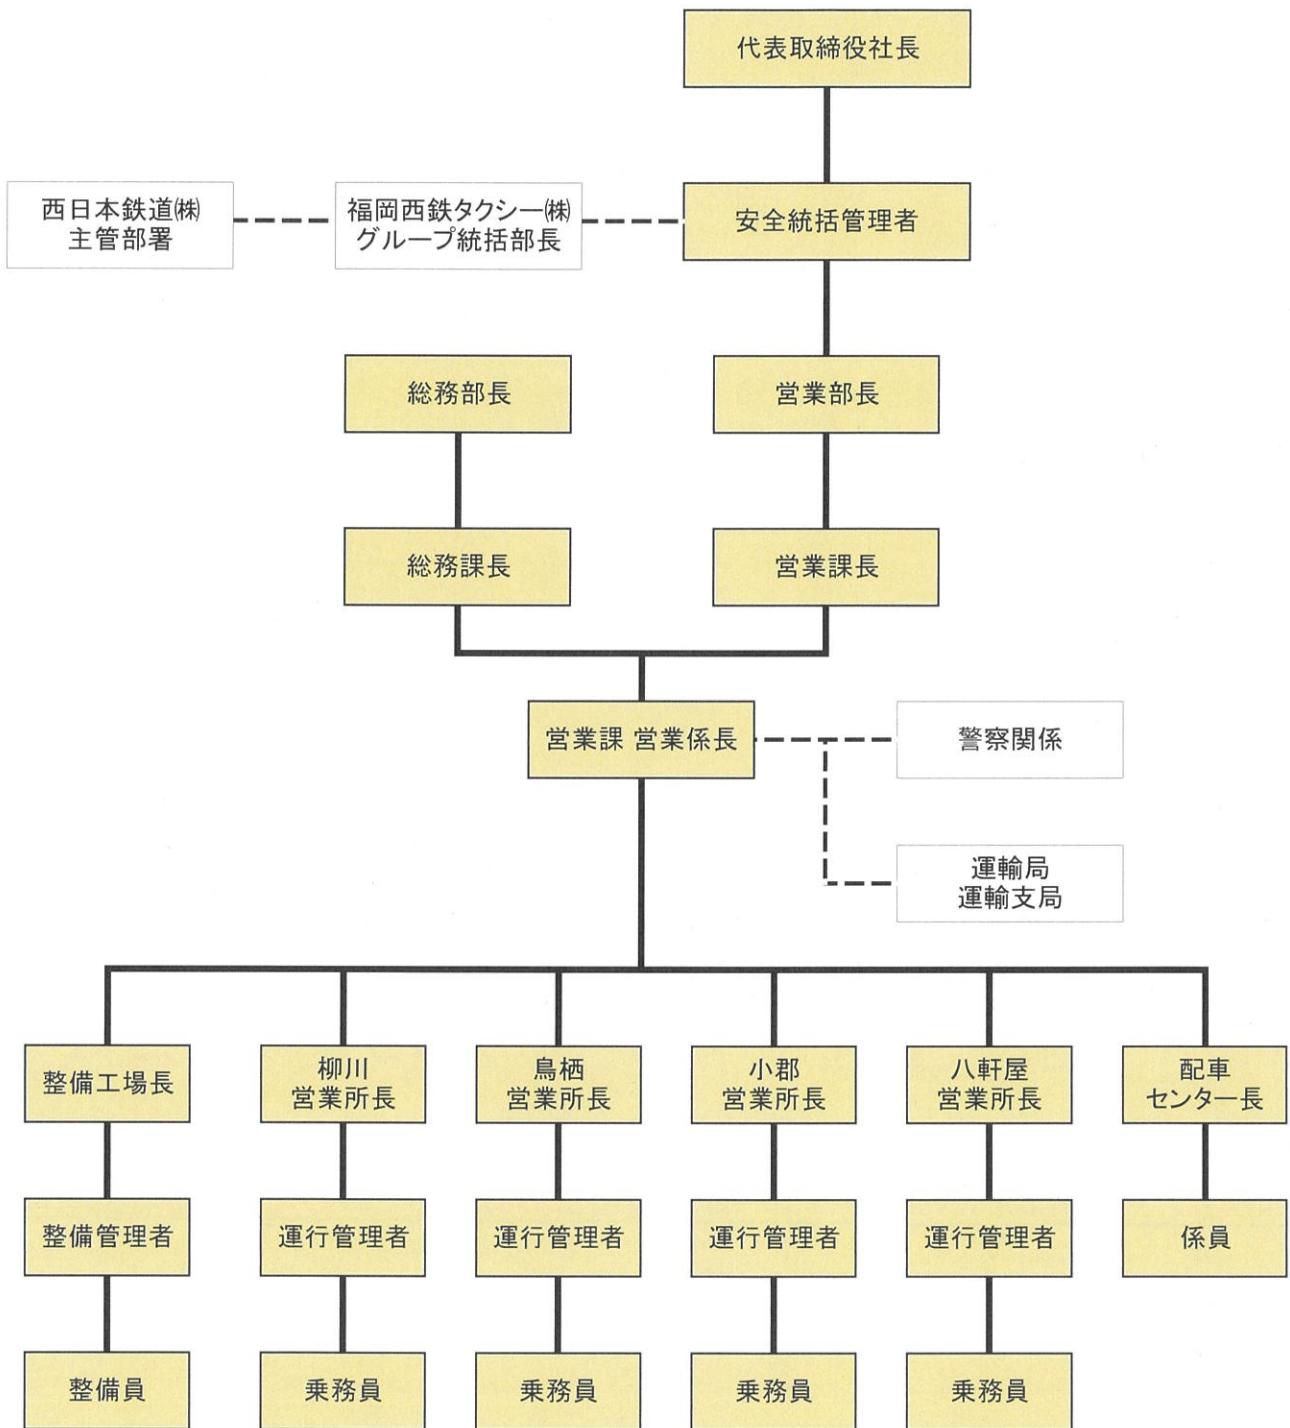 代表取締役社長
西日本鉄道㈱
主管部署
福岡西鉄タクシー㈱
グループ統括部長
安全統括管理者
総務部長
営業部長
総務課長
営業課長
営業課 営業係長
警察関係
運輸局
運輸支局
整備工場長
柳川
営業所長
鳥栖
営業所長
小郡
営業所長
八軒屋
営業所長
配車
センター長
整備管理者
運行管理者
運行管理者
運行管理者
運行管理者
係員
整備員
乗務員
乗務員
乗務員
乗務員